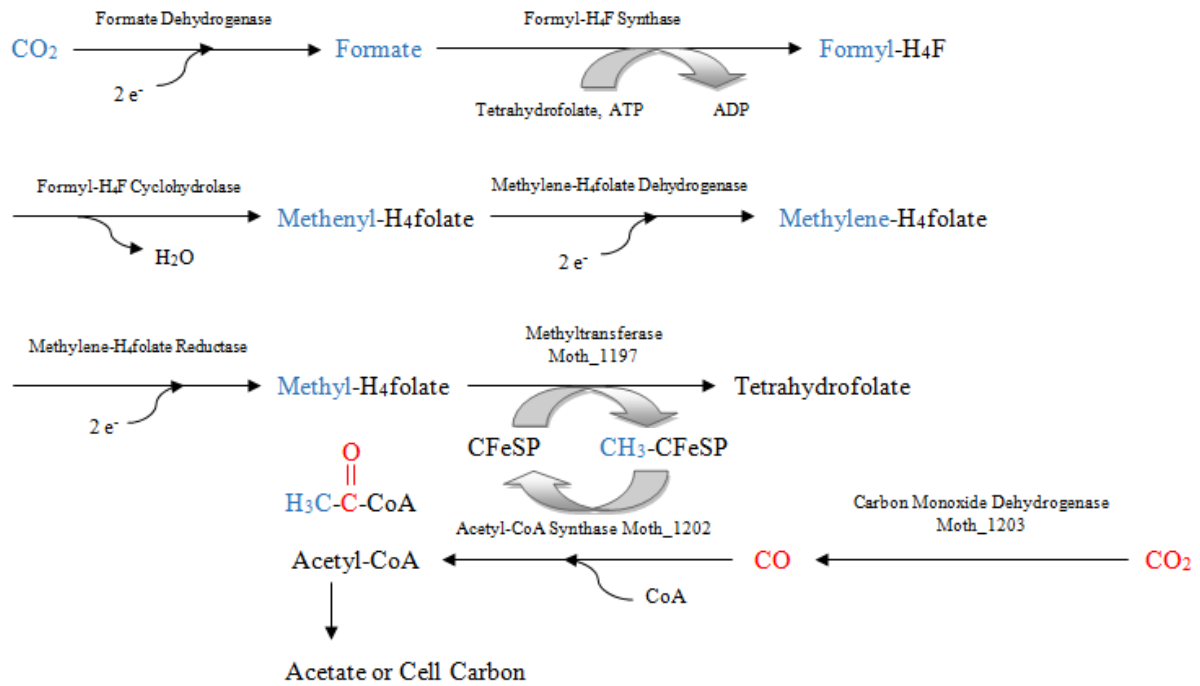 Formate Dehydrogenase
Formyl-H₄F Synthase
CO₂
Formate
Formyl-H₄F
2 e⁻
Tetrahydrofolate, ATP
ADP
Formyl-H₄F Cyclohydrolase
Methylene-H₄folate Dehydrogenase
Methenyl-H₄folate
Methylene-H₄folate
H₂O
2 e⁻
Methylene-H₄folate Reductase
Methyltransferase
Moth_1197
Methyl-H₄folate
Tetrahydrofolate
2 e⁻
CFeSP
CH₃-CFeSP
O
H₃C-C-CoA
Acetyl-CoA Synthase Moth_1202
Carbon Monoxide Dehydrogenase
Moth_1203
Acetyl-CoA
CO
CO₂
CoA
Acetate or Cell Carbon